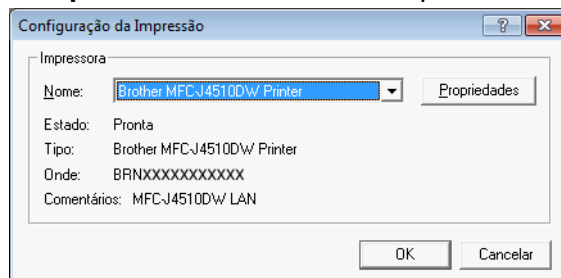 Configuração da Impressão
Impressora
Nome: Brother MFC-J4510DW Printer Propriedades
Estado: Pronta
Tipo: Brother MFC-J4510DW Printer
Onde: BRNXXXXXXXXXXX
Comentários: MFC-J4510DW LAN
OK Cancelar